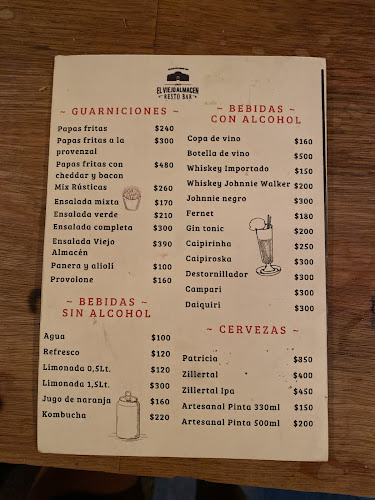 EL VIEJO ALMACEN
RESTO BAR
~ GUARNICIONES ~
Papas fritas $240
Papas fritas a la $300
provenzal
Papas fritas con $480
cheddar y bacon
Mix Rústicas $260
Ensalada mixta $170
Ensalada verde $210
Ensalada completa $300
Ensalada Viejo $390
Almacén
Panera y aliolí $100
Provolone $160
~ BEBIDAS ~
SIN ALCOHOL
Agua $100
Refresco $120
Limonada 0,5Lt. $120
Limonada 1,5Lt. $300
Jugo de naranja $160
Kombucha $220
~ BEBIDAS ~
CON ALCOHOL
Copa de vino $160
Botella de vino $500
Whiskey Importado $150
Whiskey Johnnie Walker $200
Johnnie negro $300
Fernet $180
Gin tonic $200
Caipirinha $250
Caipiroska $300
Destornillador $300
Campari $300
Daiquiri $300
~ CERVEZAS ~
Patricia $350
Zillertal $400
Zillertal Ipa $450
Artesanal Pinta 330ml $150
Artesanal Pinta 500ml $200